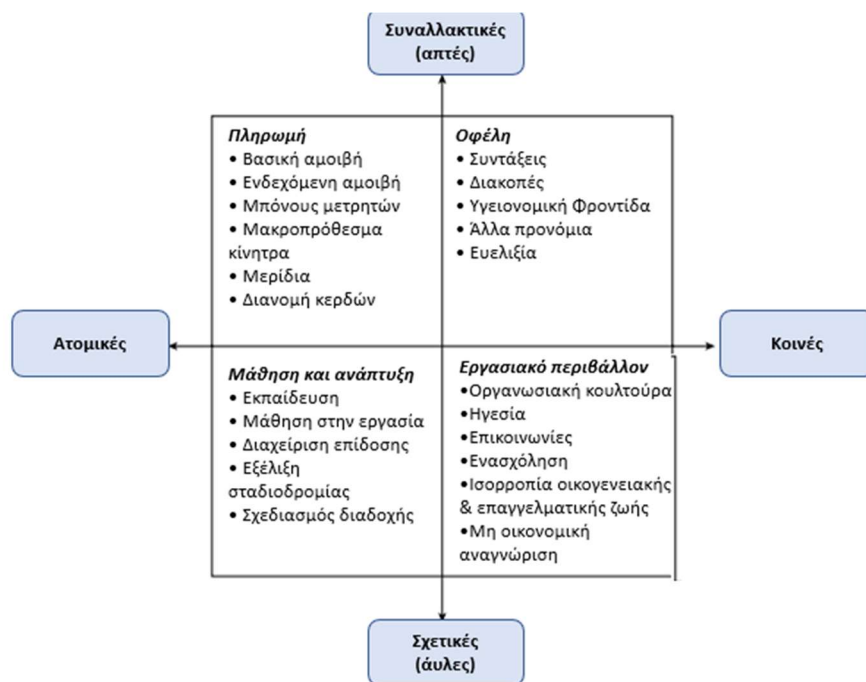 Συναλλακτικές
(απτές)
Πληρωμή
• Βασική αμοιβή
• Ενδεχόμενη αμοιβή
• Μπόνους μετρητών
• Μακροπρόθεσμα
κίνητρα
• Μερίδια
• Διανομή κερδών
Οφέλη
• Συντάξεις
• Διακοπές
• Υγειονομική Φροντίδα
• Άλλα προνόμια
• Ευελιξία
Ατομικές
Κοινές
Μάθηση και ανάπτυξη
• Εκπαίδευση
• Μάθηση στην εργασία
• Διαχείριση επίδοσης
• Εξέλιξη
σταδιοδρομίας
• Σχεδιασμός διαδοχής
Εργασιακό περιβάλλον
•Οργανωσιακή κουλτούρα
•Ηγεσία
•Επικοινωνίες
•Ενασχόληση
•Ισορροπία οικογενειακής
& επαγγελματικής ζωής
•Μη οικονομική
αναγνώριση
Σχετικές
(άυλες)